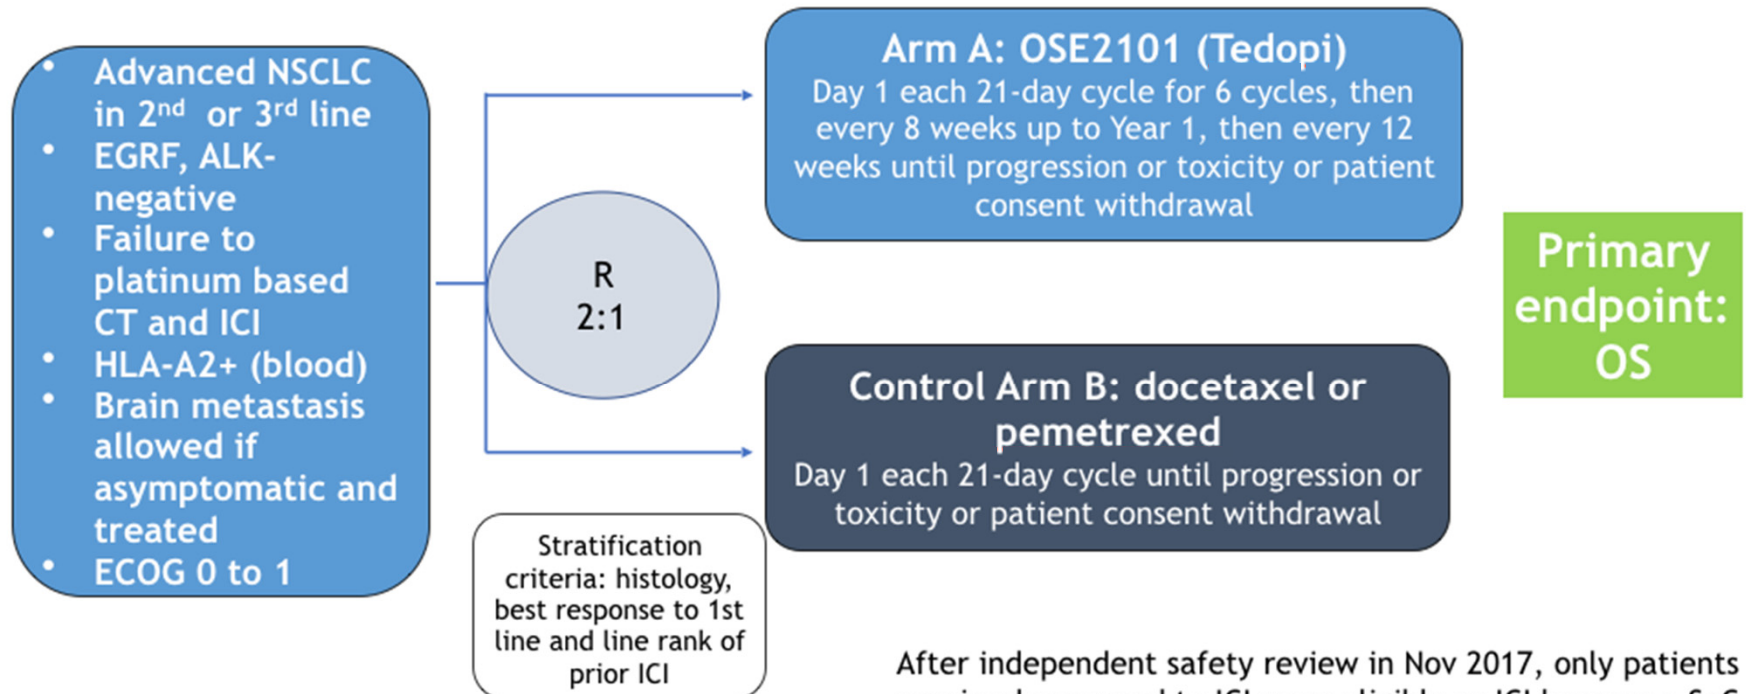 • Advanced NSCLC
in 2nd or 3rd line
• EGRF, ALK-
negative
• Failure to
platinum based
CT and ICI
• HLA-A2+ (blood)
• Brain metastasis
allowed if
asymptomatic and
treated
• ECOG 0 to 1
R
2:1
Stratification
criteria: histology,
best response to 1st
line and line rank of
prior ICI
Arm A: OSE2101 (Tedopi)
Day 1 each 21-day cycle for 6 cycles, then
every 8 weeks up to Year 1, then every 12
weeks until progression or toxicity or patient
consent withdrawal
Control Arm B: docetaxel or
pemetrexed
Day 1 each 21-day cycle until progression or
toxicity or patient consent withdrawal
Primary
endpoint:
OS
After independent safety review in Nov 2017, only patients